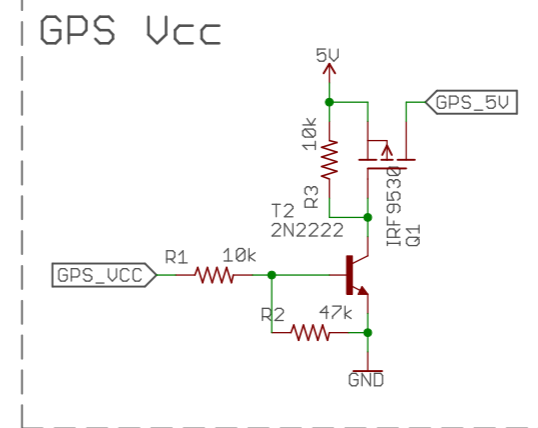 GPS Vcc
5V
GPS_5V
10k
R3
IRF9530
Q1
T2
2N2222
R1
10k
GPS_VCC
R2
47k
GND